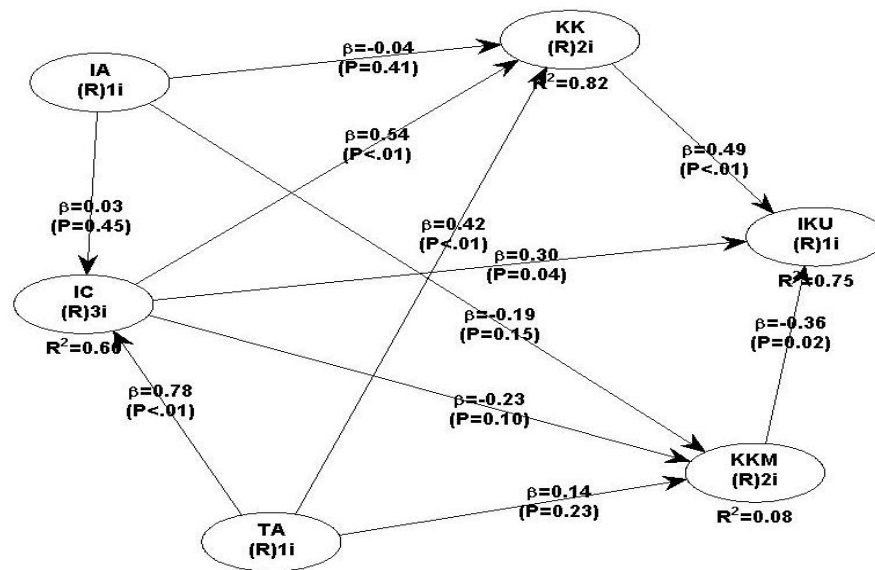 KK
(R)2i
R²=0.82
β=-0.04
(P=0.41)
IA
(R)1i
β=0.54
(P<.01)
β=0.49
(P<.01)
β=0.03
(P=0.45)
β=0.42
(P<.01)
IKU
(R)1i
R²=0.75
β=0.30
(P=0.04)
IC
(R)3i
R²=0.60
β=-0.19
(P=0.15)
β=-0.36
(P=0.02)
β=0.78
(P<.01)
β=-0.23
(P=0.10)
KKM
(R)2i
R²=0.08
β=0.14
(P=0.23)
TA
(R)1i